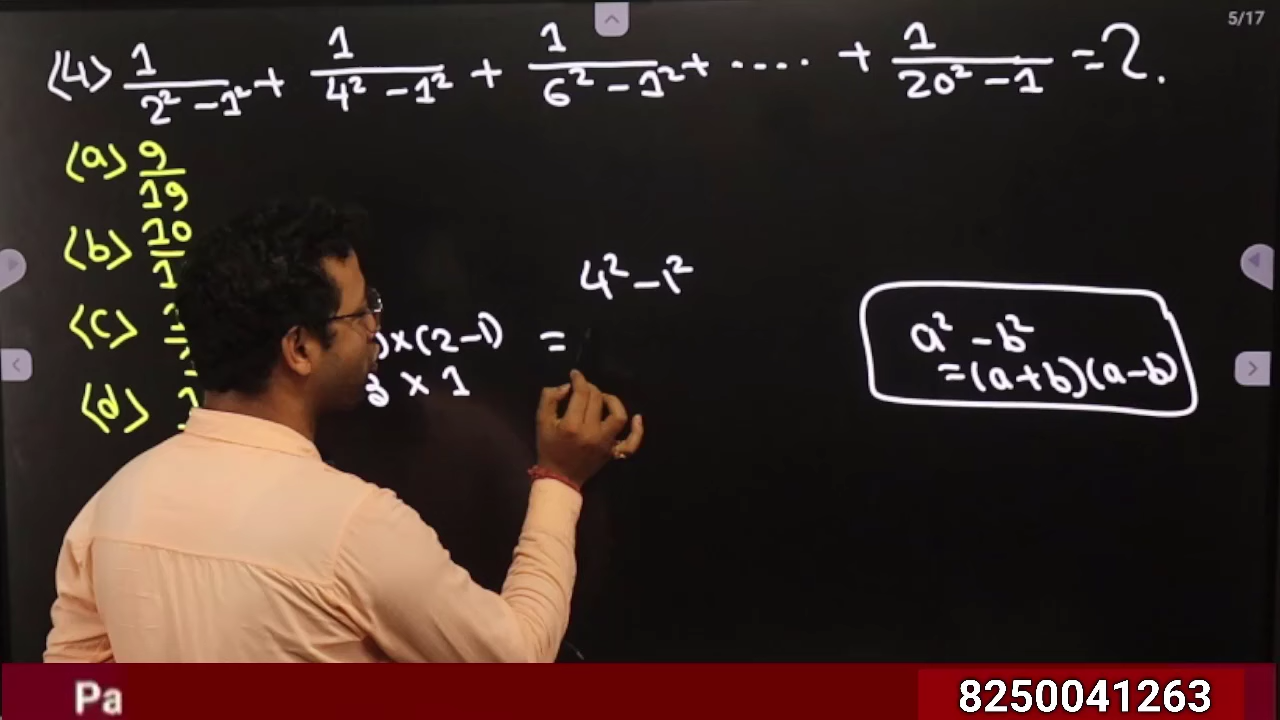 5/17
(4) 1/(2² - 1²) + 1/(4² - 1²) + 1/(6² - 1²) + ..... + 1/(20² - 1) = ?
(a) 9/19
(b) 10
(c)
(d)
4² - 1²
×(2-1) =
3 × 1
a² - b²
= (a+b)(a-b)
Pa
8250041263